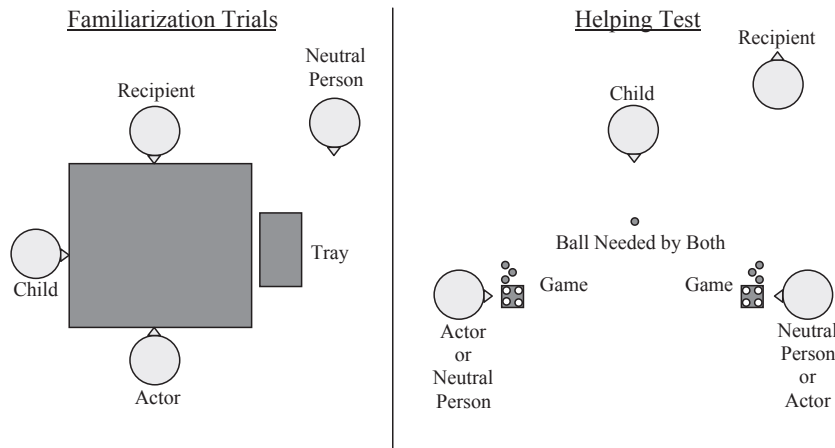 Familiarization Trials
Neutral
Person
Recipient
Tray
Child
Actor
Helping Test
Recipient
Child
Ball Needed by Both
Game
Game
Actor
or
Neutral
Person
Neutral
Person
or
Actor